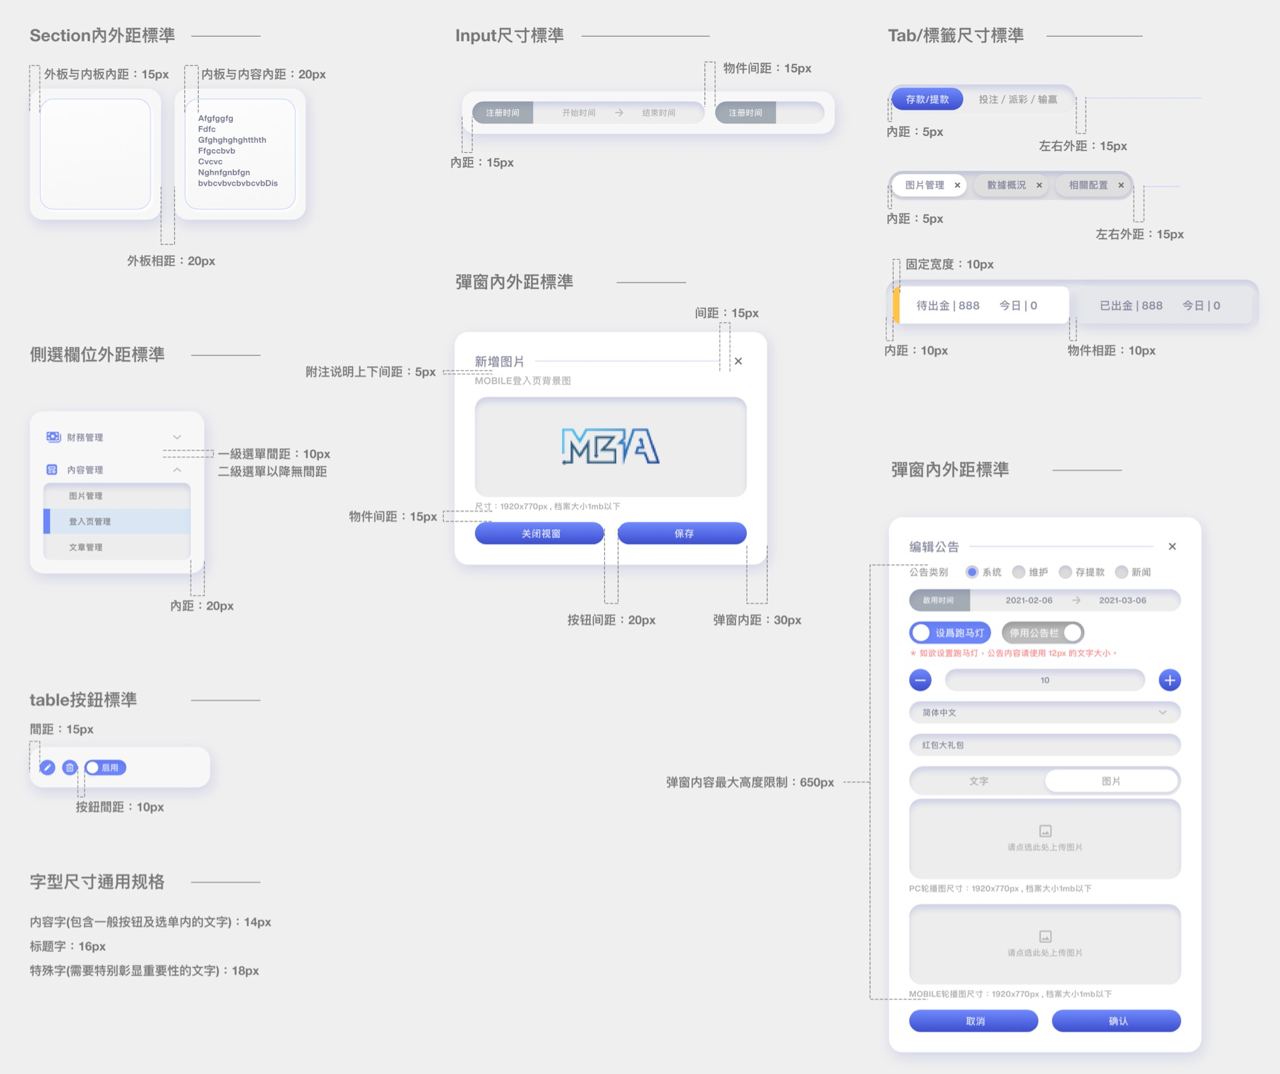 Section內外距標準
外板与内板內距：15px
内板与内容內距：20px
Afgfggfg
Fdfc
Gfghghghghtthth
Ffgccbvb
Cvcvc
Nghnfgnbfgn
bvbcvbvcbvbcvbDis
外板相距：20px
側選欄位外距標準
財務管理
内容管理
图片管理
登入页管理
文章管理
一級選單間距：10px
二級選單以降無間距
內距：20px
table按鈕標準
間距：15px
启用
按鈕間距：10px
字型尺寸通用规格
内容字(包含一般按钮及选单内的文字)：14px
标题字：16px
特殊字(需要特别彰显重要性的文字)：18px
Input尺寸標準
物件间距：15px
注册时间
开始时间
结束时间
注册时间
內距：15px
彈窗內外距標準
间距：15px
新增图片
附注说明上下间距：5px
MOBILE登入页背景图
MBA
尺寸：1920x770px , 档案大小1mb以下
物件间距：15px
关闭视窗
保存
按钮间距：20px
弹窗内距：30px
Tab/標籤尺寸標準
存款/提款
投注 / 派彩 / 输赢
內距：5px
左右外距：15px
图片管理 ×
數據概況 ×
相關配置 ×
內距：5px
左右外距：15px
固定宽度：10px
待出金 | 888 今日 | 0
已出金 | 888 今日 | 0
内距：10px
物件相距：10px
彈窗內外距標準
编辑公告
公告类别 系统 维护 存提款 新闻
啟用时间
2021-02-06
2021-03-06
设爲跑马灯
停用公告栏
* 如欲设置跑马灯，公告内容请使用 12px 的文字大小。
10
简体中文
红包大礼包
文字
图片
弹窗内容最大高度限制：650px
请点选此处上传图片
PC轮播图尺寸：1920x770px , 档案大小1mb以下
请点选此处上传图片
MOBILE轮播图尺寸：1920x770px , 档案大小1mb以下
取消
确认